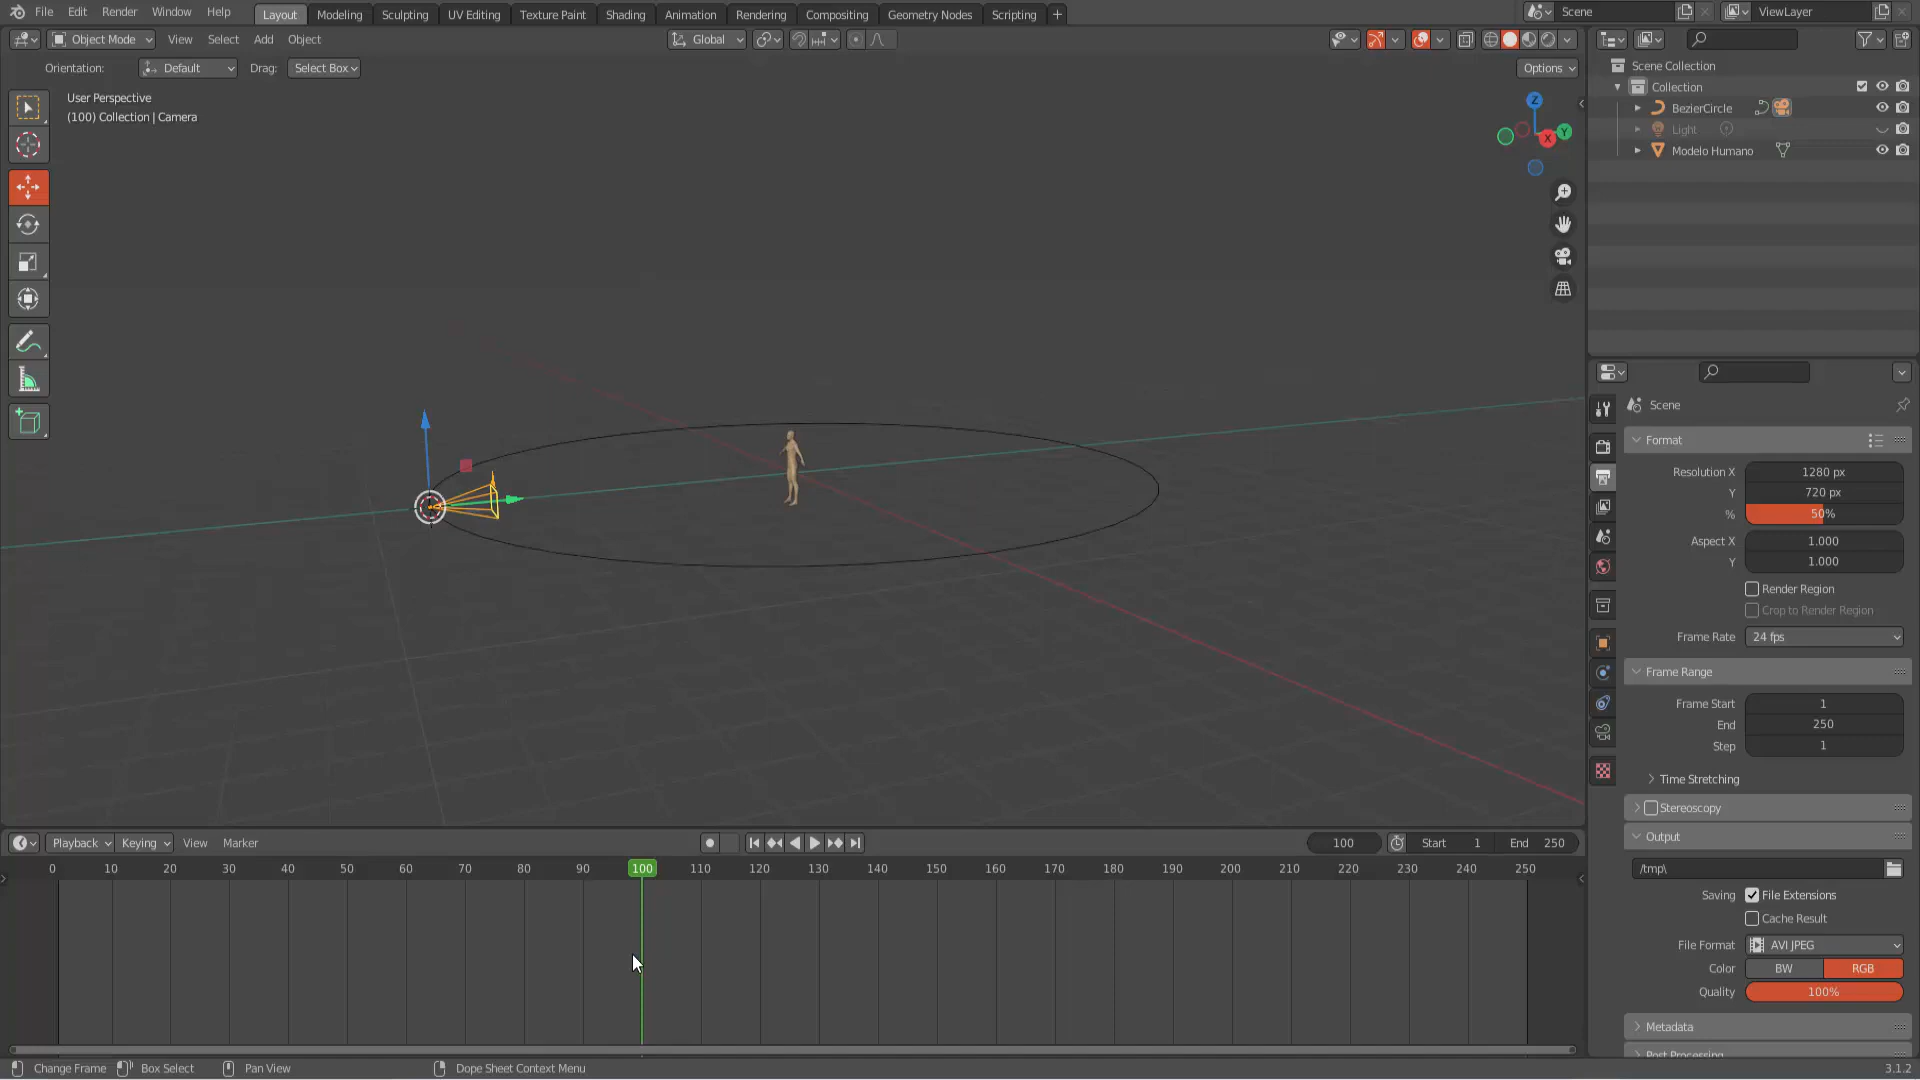 File Edit Render Window Help Layout Modeling Sculpting UV Editing Texture Paint Shading Animation Rendering Compositing Geometry Nodes Scripting + Scene ViewLayer
Object Mode View Select Add Object Global
Orientation: Default Drag: Select Box Options
User Perspective
(100) Collection | Camera
Z
Y
X
Scene Collection
Collection
BezierCircle
Light
Modelo Humano
Scene
Format
Resolution X 1280 px
Y 720 px
% 50%
Aspect X 1.000
Y 1.000
Render Region
Crop to Render Region
Frame Rate 24 fps
Frame Range
Frame Start 1
End 250
Step 1
Time Stretching
Stereoscopy
Output
/tmp\
Saving File Extensions
Cache Result
File Format AVI JPEG
Color BW RGB
Quality 100%
Metadata
Post Processing
Playback Keying View Marker 100 Start 1 End 250
0 10 20 30 40 50 60 70 80 90 100 110 120 130 140 150 160 170 180 190 200 210 220 230 240 250
Change Frame Box Select Pan View Dope Sheet Context Menu 3.1.2